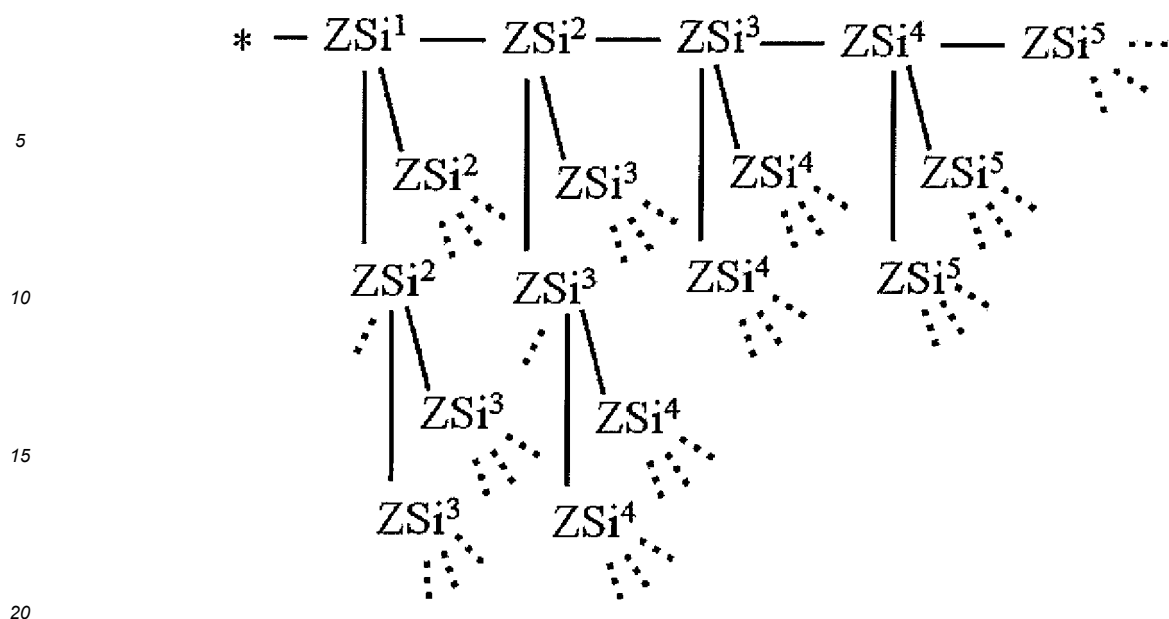 * ZSi¹ ZSi² ZSi³ ZSi⁴ ZSi⁵
5
ZSi² ZSi³ ZSi⁴ ZSi⁵
10
ZSi² ZSi³ ZSi⁴ ZSi⁵
ZSi³ ZSi⁴
15
ZSi³ ZSi⁴
20